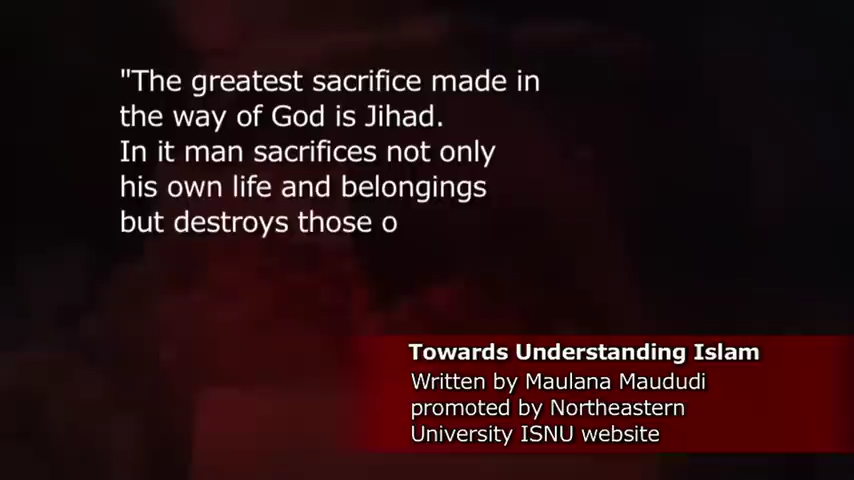 "The greatest sacrifice made in
the way of God is Jihad.
In it man sacrifices not only
his own life and belongings
but destroys those o
Towards Understanding Islam
Written by Maulana Maududi
promoted by Northeastern
University ISNU website